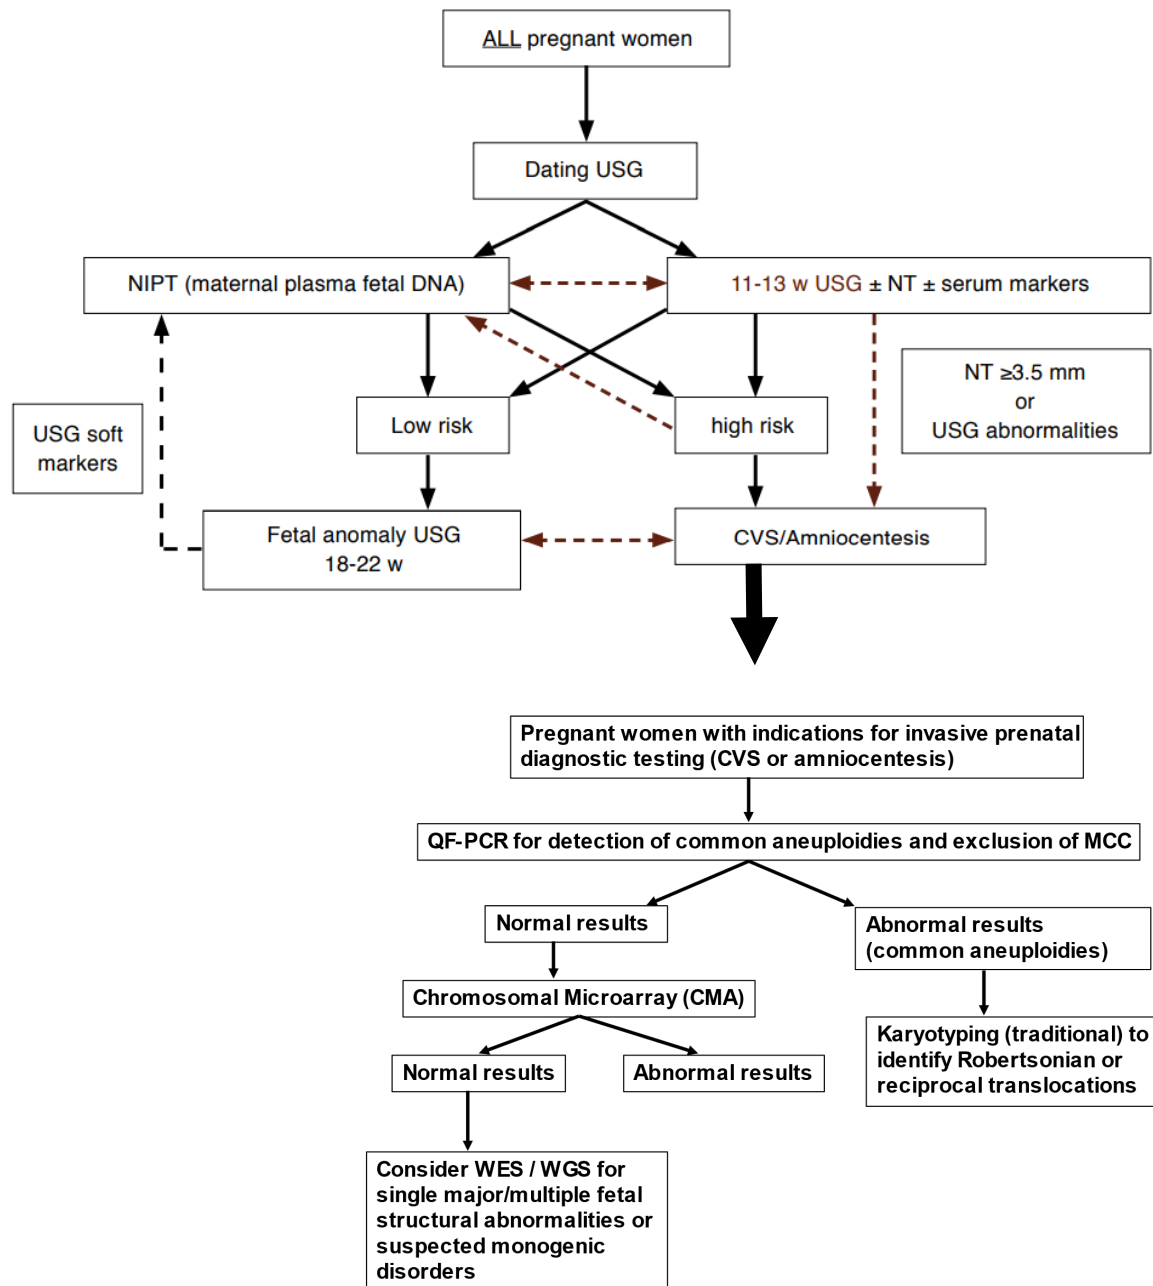 ALL pregnant women
Dating USG
NIPT (maternal plasma fetal DNA)
11-13 w USG ± NT ± serum markers
NT ≥3.5 mm
or
USG abnormalities
USG soft
markers
Low risk
high risk
Fetal anomaly USG
18-22 w
CVS/Amniocentesis
Pregnant women with indications for invasive prenatal
diagnostic testing (CVS or amniocentesis)
QF-PCR for detection of common aneuploidies and exclusion of MCC
Normal results
Abnormal results
(common aneuploidies)
Chromosomal Microarray (CMA)
Karyotyping (traditional) to
identify Robertsonian or
reciprocal translocations
Normal results
Abnormal results
Consider WES / WGS for
single major/multiple fetal
structural abnormalities or
suspected monogenic
disorders